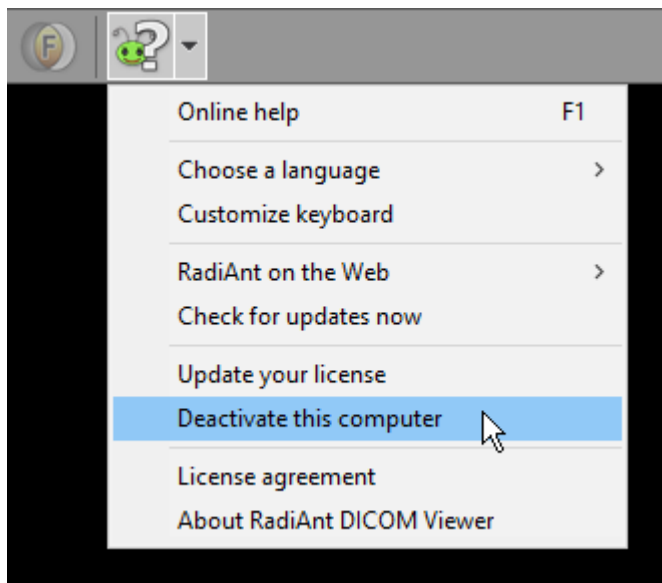 F
?
Online help F1
Choose a language >
Customize keyboard
RadiAnt on the Web >
Check for updates now
Update your license
Deactivate this computer
License agreement
About RadiAnt DICOM Viewer